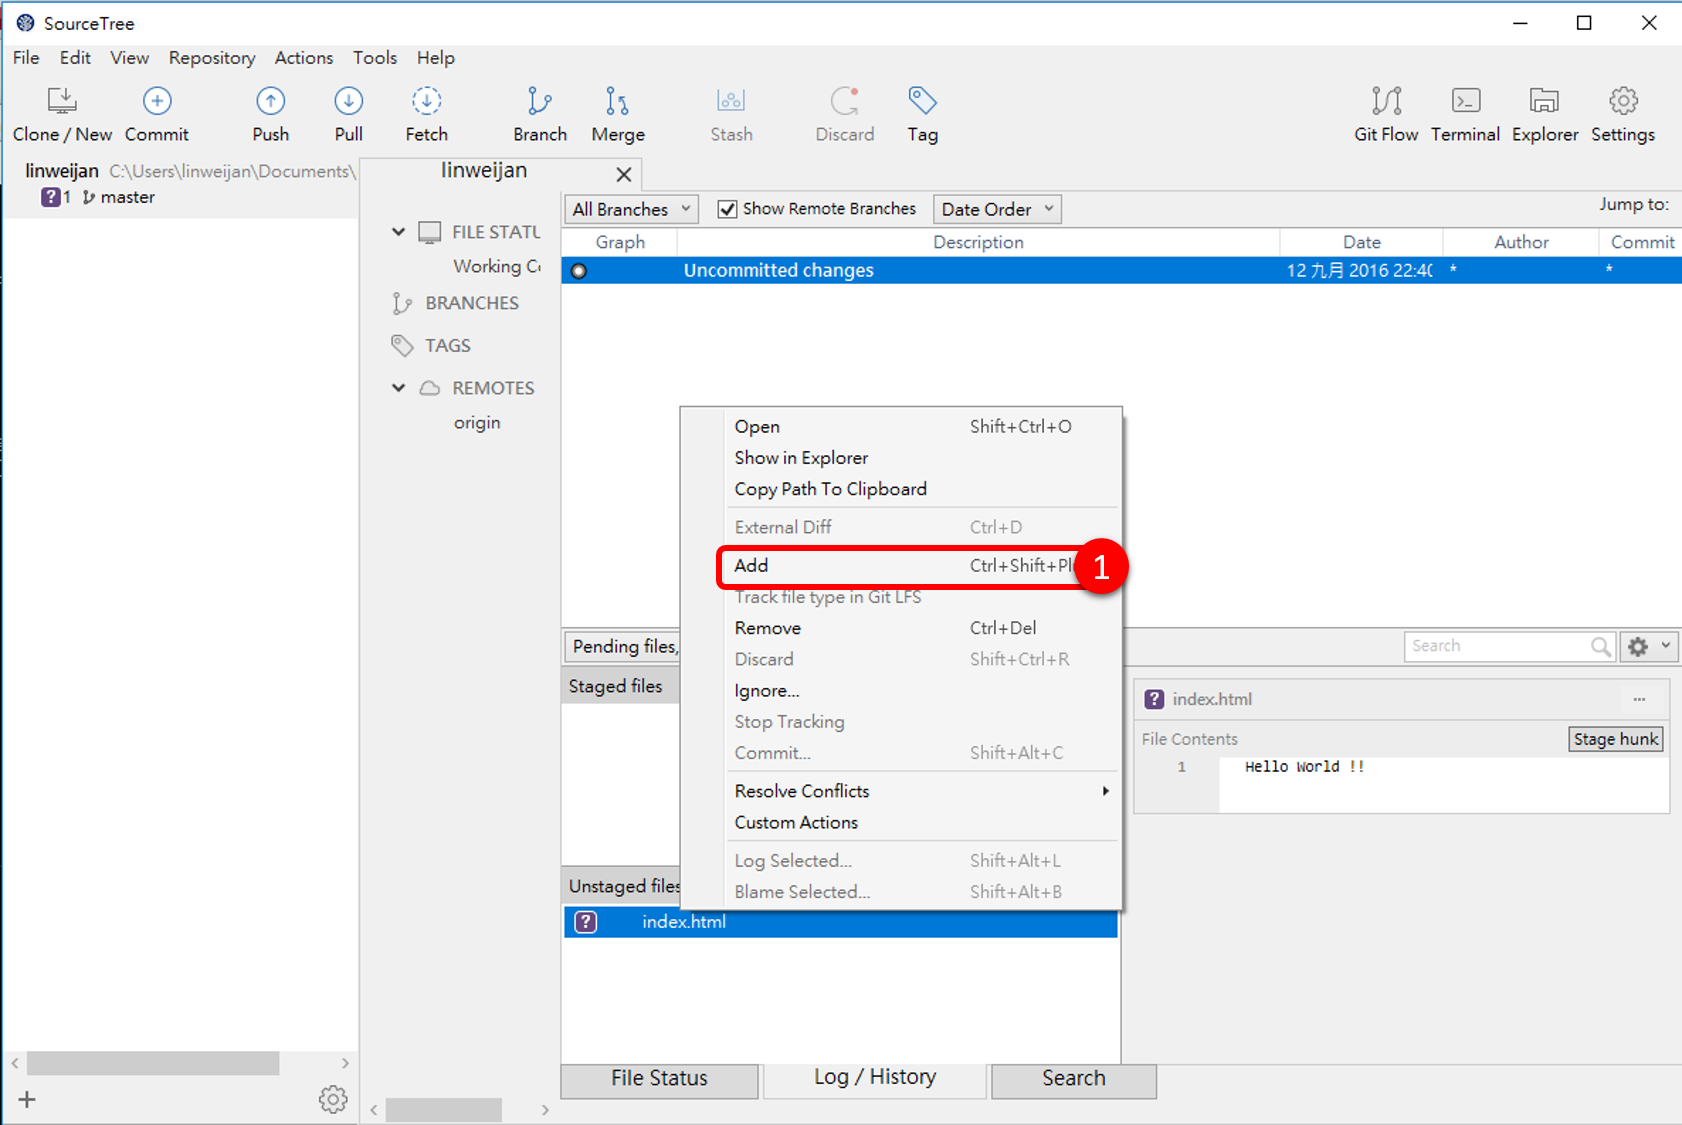 SourceTree
File Edit View Repository Actions Tools Help
Clone / New Commit Push Pull Fetch Branch Merge Stash Discard Tag Git Flow Terminal Explorer Settings
linweijan C:\Users\linweijan\Documents\
?1 master
linweijan
FILE STATU
Working Co
BRANCHES
TAGS
REMOTES
origin
All Branches Show Remote Branches Date Order Jump to:
Graph Description Date Author Commit
Uncommitted changes 12 九月 2016 22:40 * *
Open Shift+Ctrl+O
Show in Explorer
Copy Path To Clipboard
External Diff Ctrl+D
Add Ctrl+Shift+Pl
1
Track file type in Git LFS
Remove Ctrl+Del
Discard Shift+Ctrl+R
Ignore...
Stop Tracking
Commit... Shift+Alt+C
Resolve Conflicts
Custom Actions
Log Selected... Shift+Alt+L
Blame Selected... Shift+Alt+B
Pending files,
Search
Staged files
Unstaged files
? index.html
? index.html ...
File Contents Stage hunk
1 Hello World !!
File Status Log / History Search